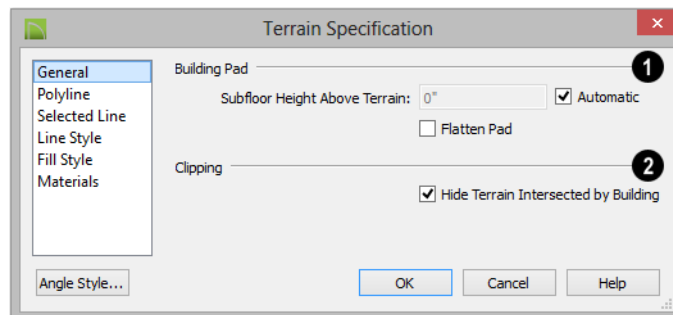 Terrain Specification
General
Polyline
Selected Line
Line Style
Fill Style
Materials
Building Pad 1
Subfloor Height Above Terrain: 0" Automatic
Flatten Pad
Clipping 2
Hide Terrain Intersected by Building
Angle Style... OK Cancel Help